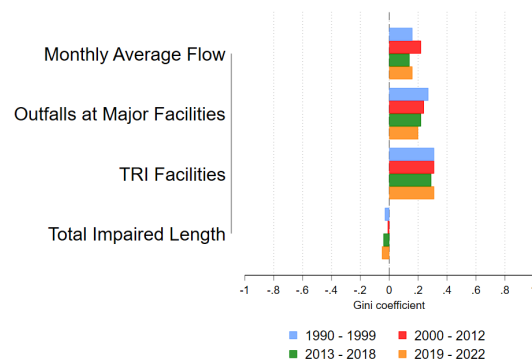 Monthly Average Flow
Outfalls at Major Facilities
TRI Facilities
Total Impaired Length
-1 -.8 -.6 -.4 -.2 0 .2 .4 .6 .8
Gini coefficient
1990 - 1999 2000 - 2012
2013 - 2018 2019 - 2022